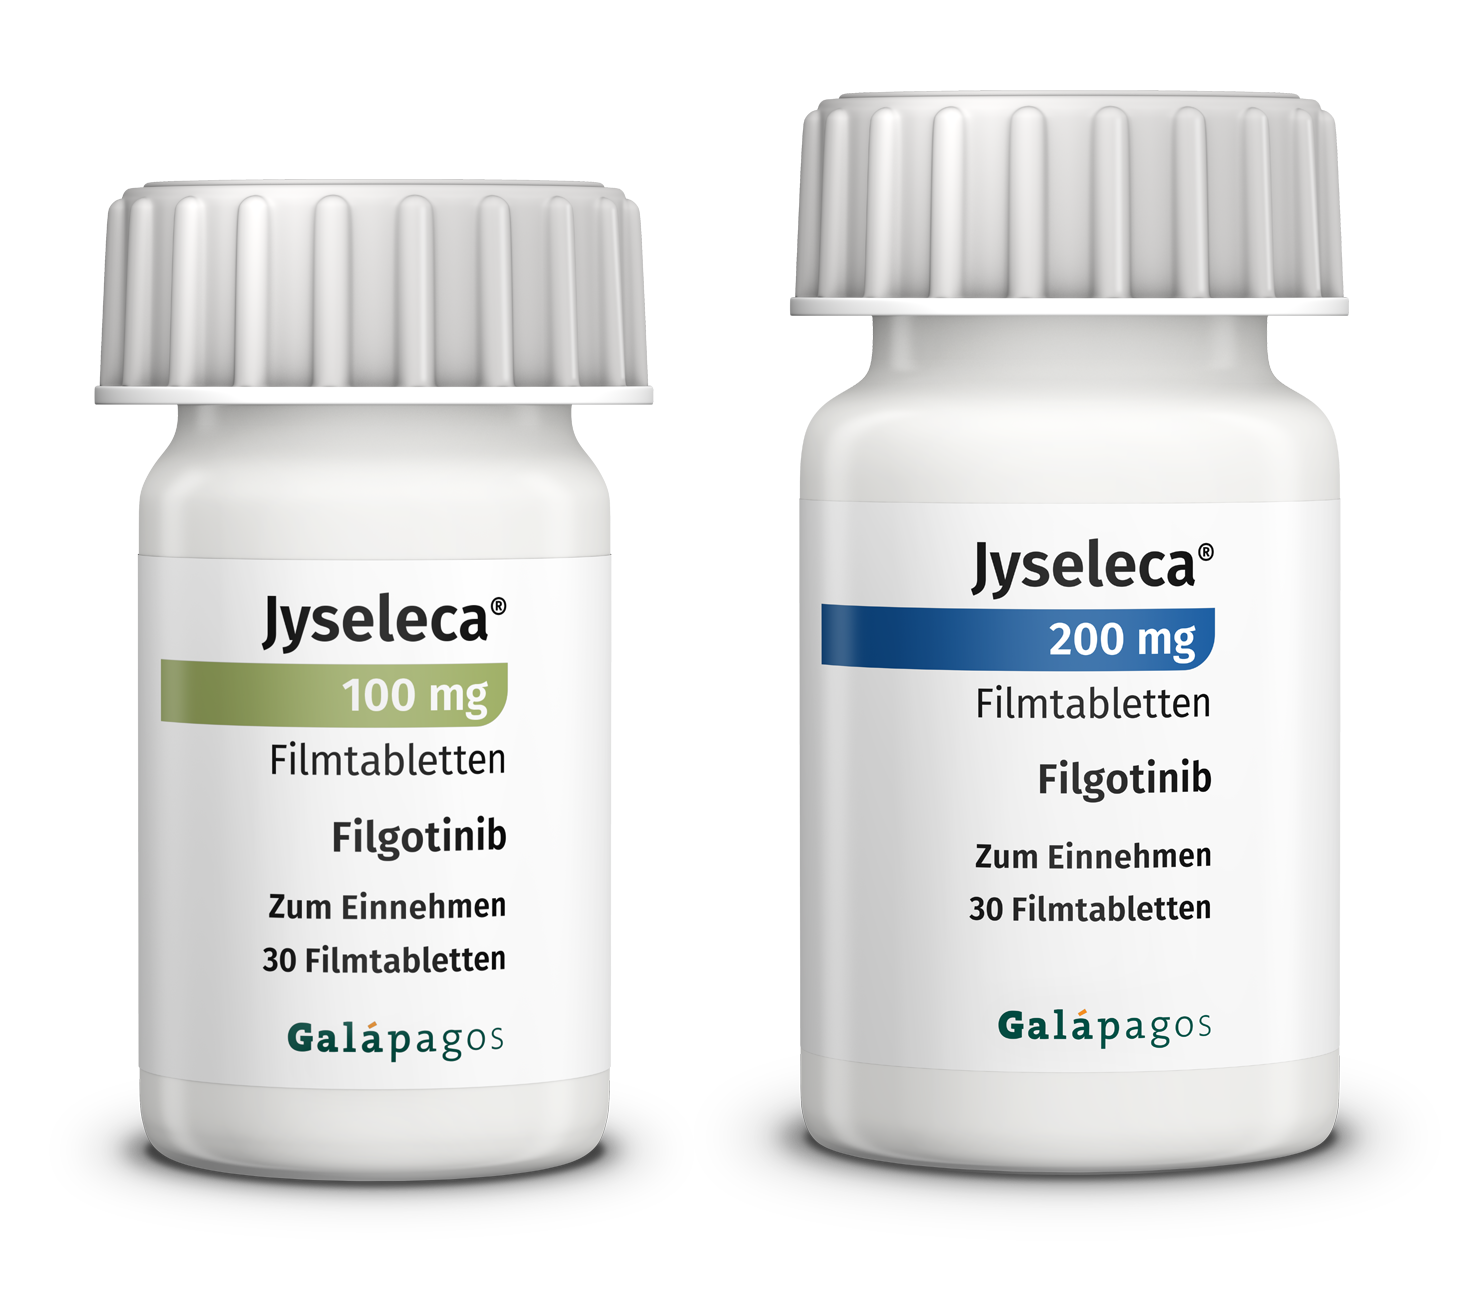 Jyseleca®
100 mg
Filmtabletten
Filgotinib
Zum Einnehmen
30 Filmtabletten
Galápagos
Jyseleca®
200 mg
Filmtabletten
Filgotinib
Zum Einnehmen
30 Filmtabletten
Galápagos